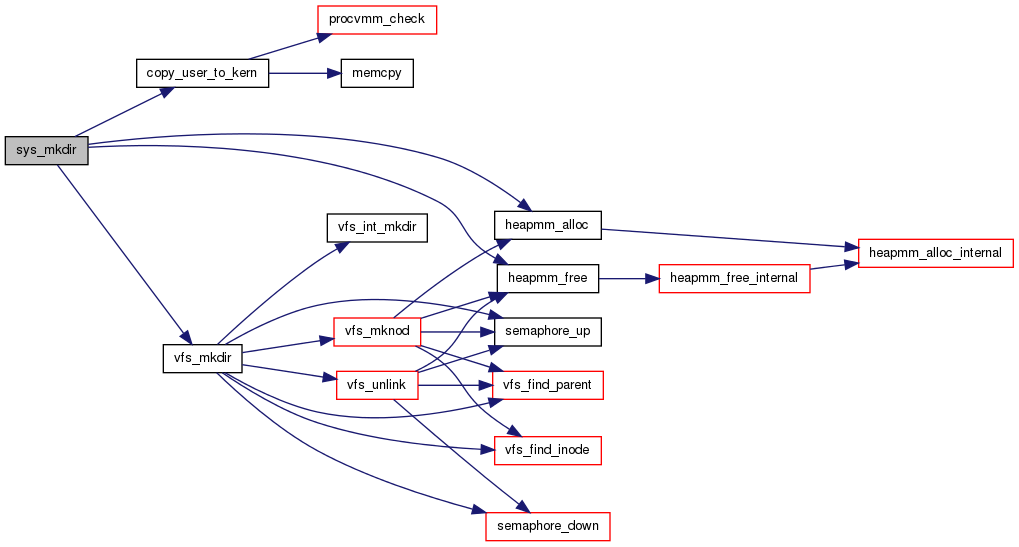 procvmm_check
copy_user_to_kern
memcpy
sys_mkdir
vfs_int_mkdir
heapmm_alloc
heapmm_alloc_internal
heapmm_free
heapmm_free_internal
vfs_mknod
semaphore_up
vfs_mkdir
vfs_unlink
vfs_find_parent
vfs_find_inode
semaphore_down